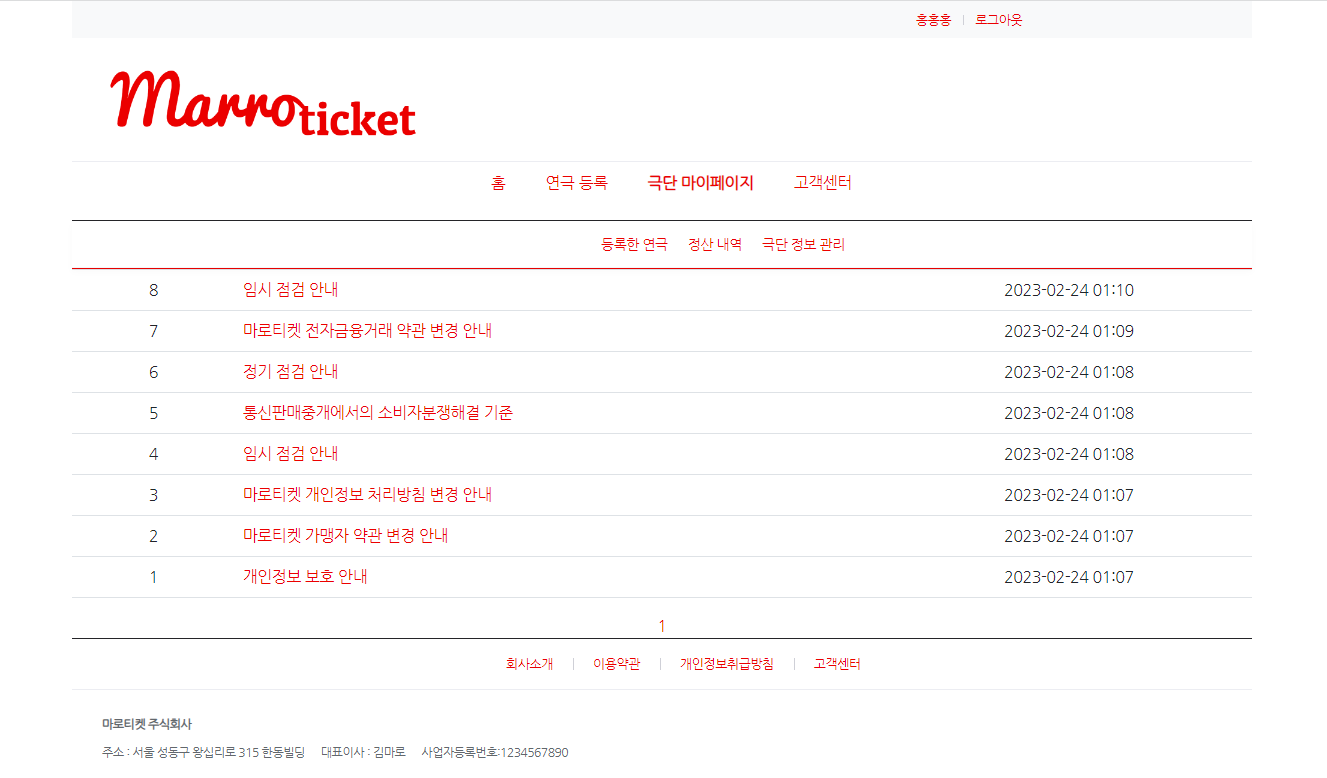 홍홍홍 | 로그아웃
Marro ticket
홈 연극 등록 극단 마이페이지 고객센터
등록한 연극 정산 내역 극단 정보 관리
8 임시 점검 안내 2023-02-24 01:10
7 마로티켓 전자금융거래 약관 변경 안내 2023-02-24 01:09
6 정기 점검 안내 2023-02-24 01:08
5 통신판매중개에서의 소비자분쟁해결 기준 2023-02-24 01:08
4 임시 점검 안내 2023-02-24 01:08
3 마로티켓 개인정보 처리방침 변경 안내 2023-02-24 01:07
2 마로티켓 가맹자 약관 변경 안내 2023-02-24 01:07
1 개인정보 보호 안내 2023-02-24 01:07
1
회사소개 | 이용약관 | 개인정보취급방침 | 고객센터
마로티켓 주식회사
주소 : 서울 성동구 왕십리로 315 한동빌딩 대표이사 : 김마로 사업자등록번호:1234567890